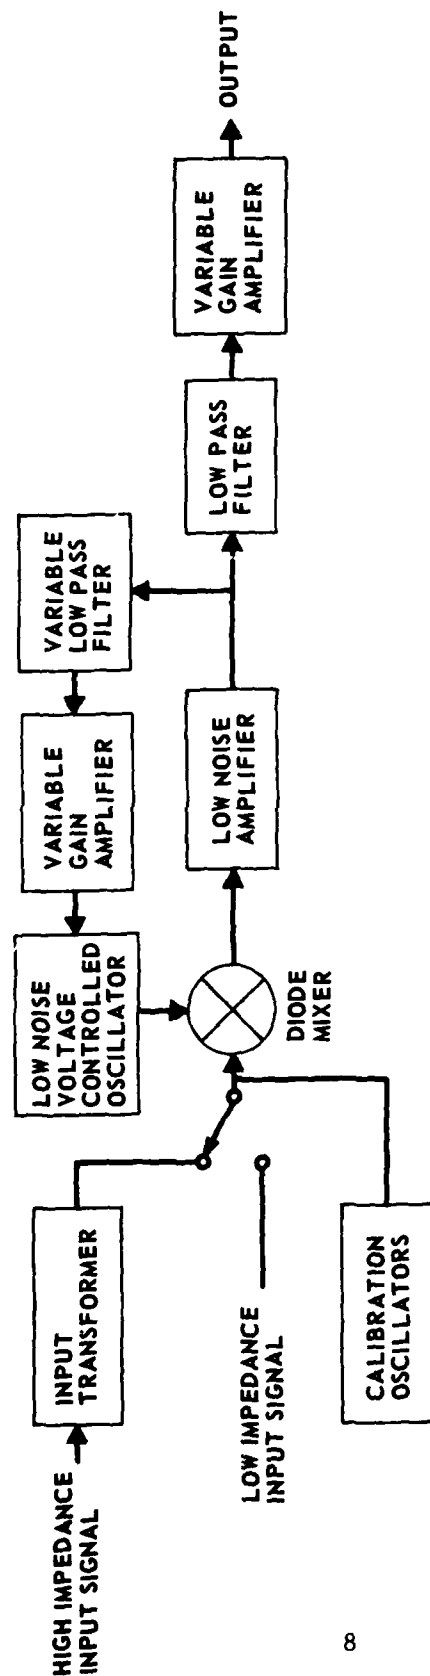 HIGH IMPEDANCE
INPUT SIGNAL
INPUT
TRANSFORMER
LOW IMPEDANCE
INPUT SIGNAL
CALIBRATION
OSCILLATORS
LOW NOISE
VOLTAGE
CONTROLLED
OSCILLATOR
DIODE
MIXER
VARIABLE
GAIN
AMPLIFIER
VARIABLE
LOW PASS
FILTER
LOW NOISE
AMPLIFIER
LOW PASS
FILTER
VARIABLE
GAIN
AMPLIFIER
OUTPUT
8